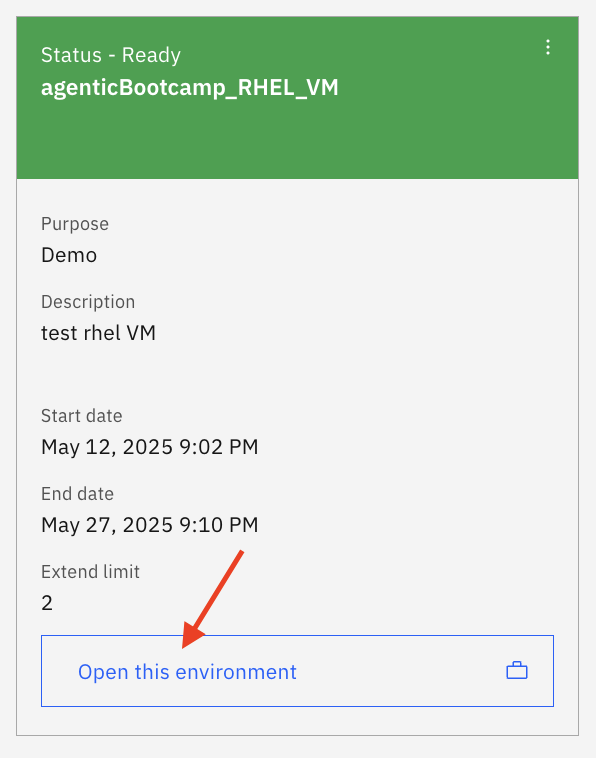 Status - Ready
agenticBootcamp_RHEL_VM
Purpose
Demo
Description
test rhel VM
Start date
May 12, 2025 9:02 PM
End date
May 27, 2025 9:10 PM
Extend limit
2
Open this environment